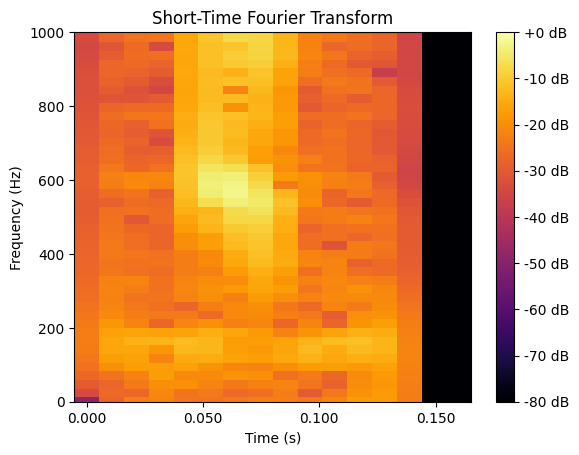 Short-Time Fourier Transform
1000
800
600
400
200
0
Frequency (Hz)
0.000
0.050
0.100
0.150
Time (s)
+0 dB
-10 dB
-20 dB
-30 dB
-40 dB
-50 dB
-60 dB
-70 dB
-80 dB